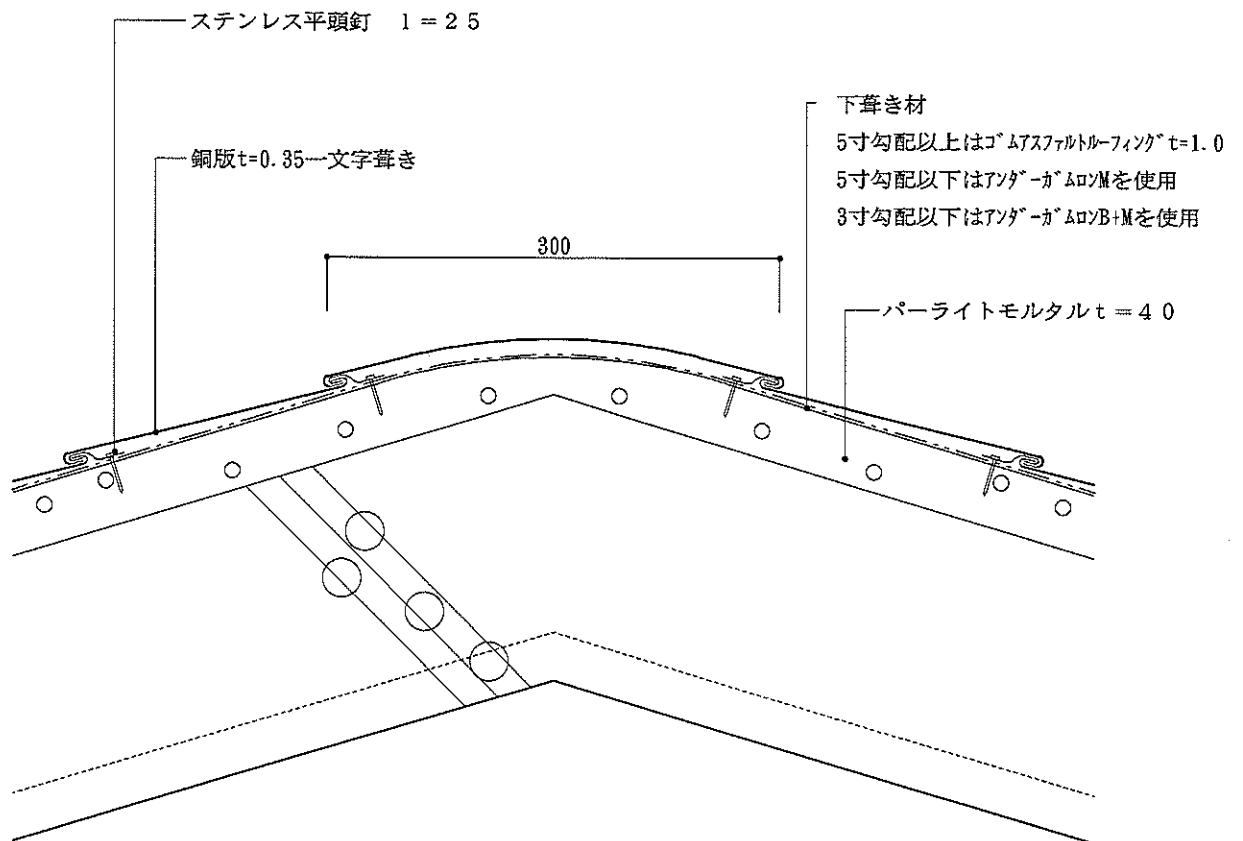 ステンレス平頭釘 l=25
銅版t=0.35一文字葺き
下葺き材
5寸勾配以上はゴムアスファルトルーフィングt=1.0
5寸勾配以下はアンダーガムロンMを使用
3寸勾配以下はアンダーガムロンB+Mを使用
300
パーライトモルタルt=40